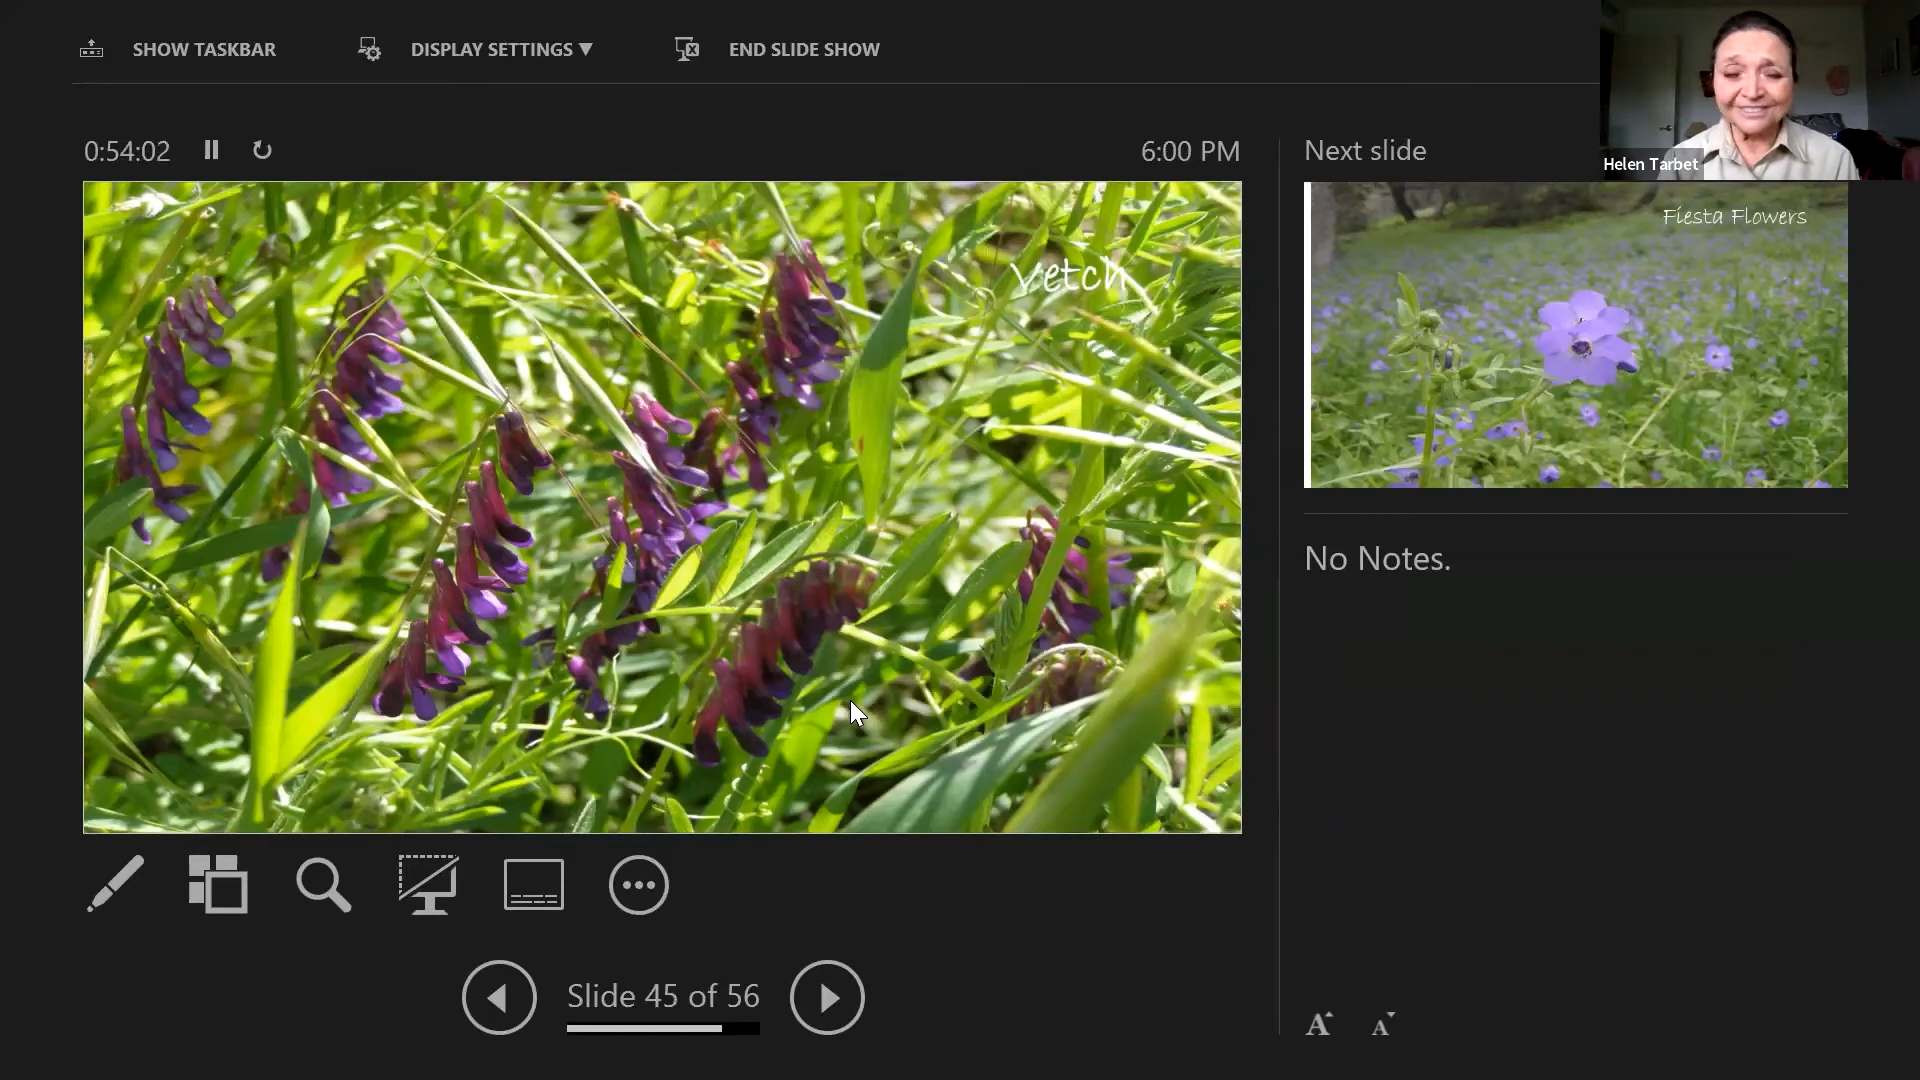 SHOW TASKBAR
DISPLAY SETTINGS ▼
END SLIDE SHOW
Helen Tarbet
0:54:02
6:00 PM
Next slide
Vetch
Fiesta Flowers
No Notes.
Slide 45 of 56
A A